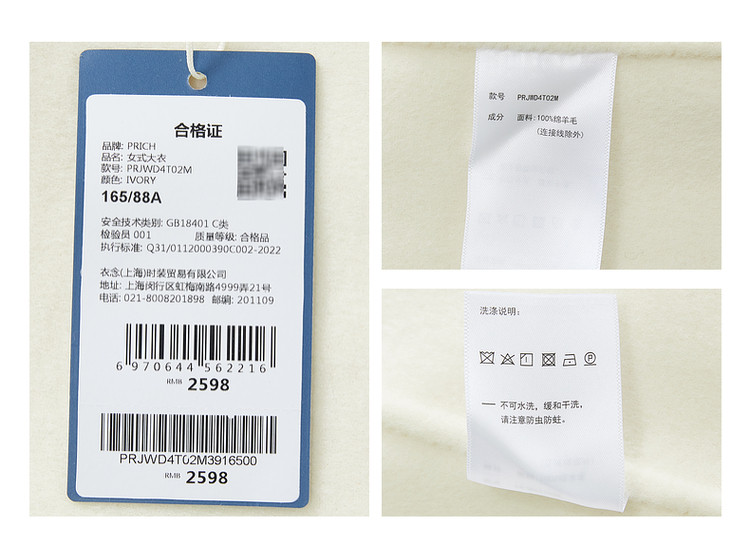 合格证
品牌: PRICH
品名: 女式大衣
款号: PRJWD4T02M
颜色: IVORY
165/88A
安全技术类别: GB18401 C类
检验员 001 质量等级: 合格品
执行标准: Q31/0112000390C002-2022
衣念(上海)时装贸易有限公司
地址: 上海闵行区虹梅南路4999弄21号
电话: 021-8008201898 邮编: 201109
6 970644 562216
RMB 2598
PRJWD4T02M3916500
RMB 2598
款号 PRJWD4T02M
成分 面料:100%绵羊毛
(连接线除外)
洗涤说明:
P
— 不可水洗, 缓和干洗,
请注意防虫防蛀。